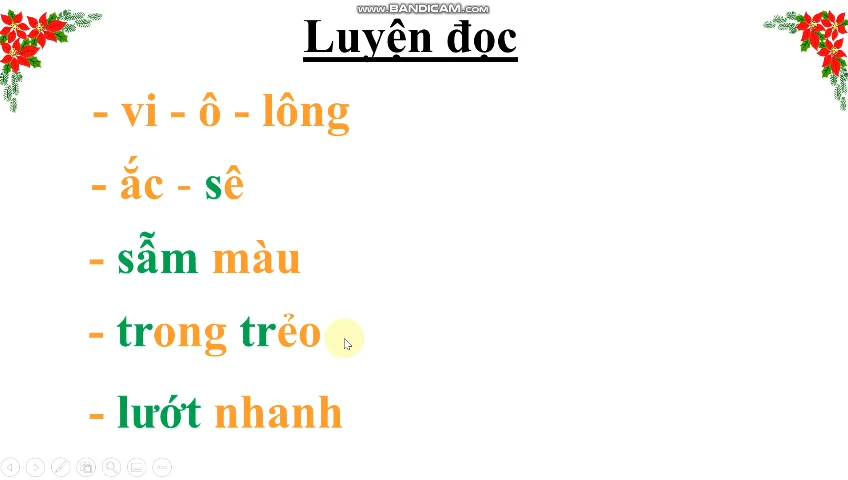 www.BANDICAM.com
Luyện đọc
- vi - ô - lông
- ắc - sê
- sẫm màu
- trong trẻo
- lướt nhanh